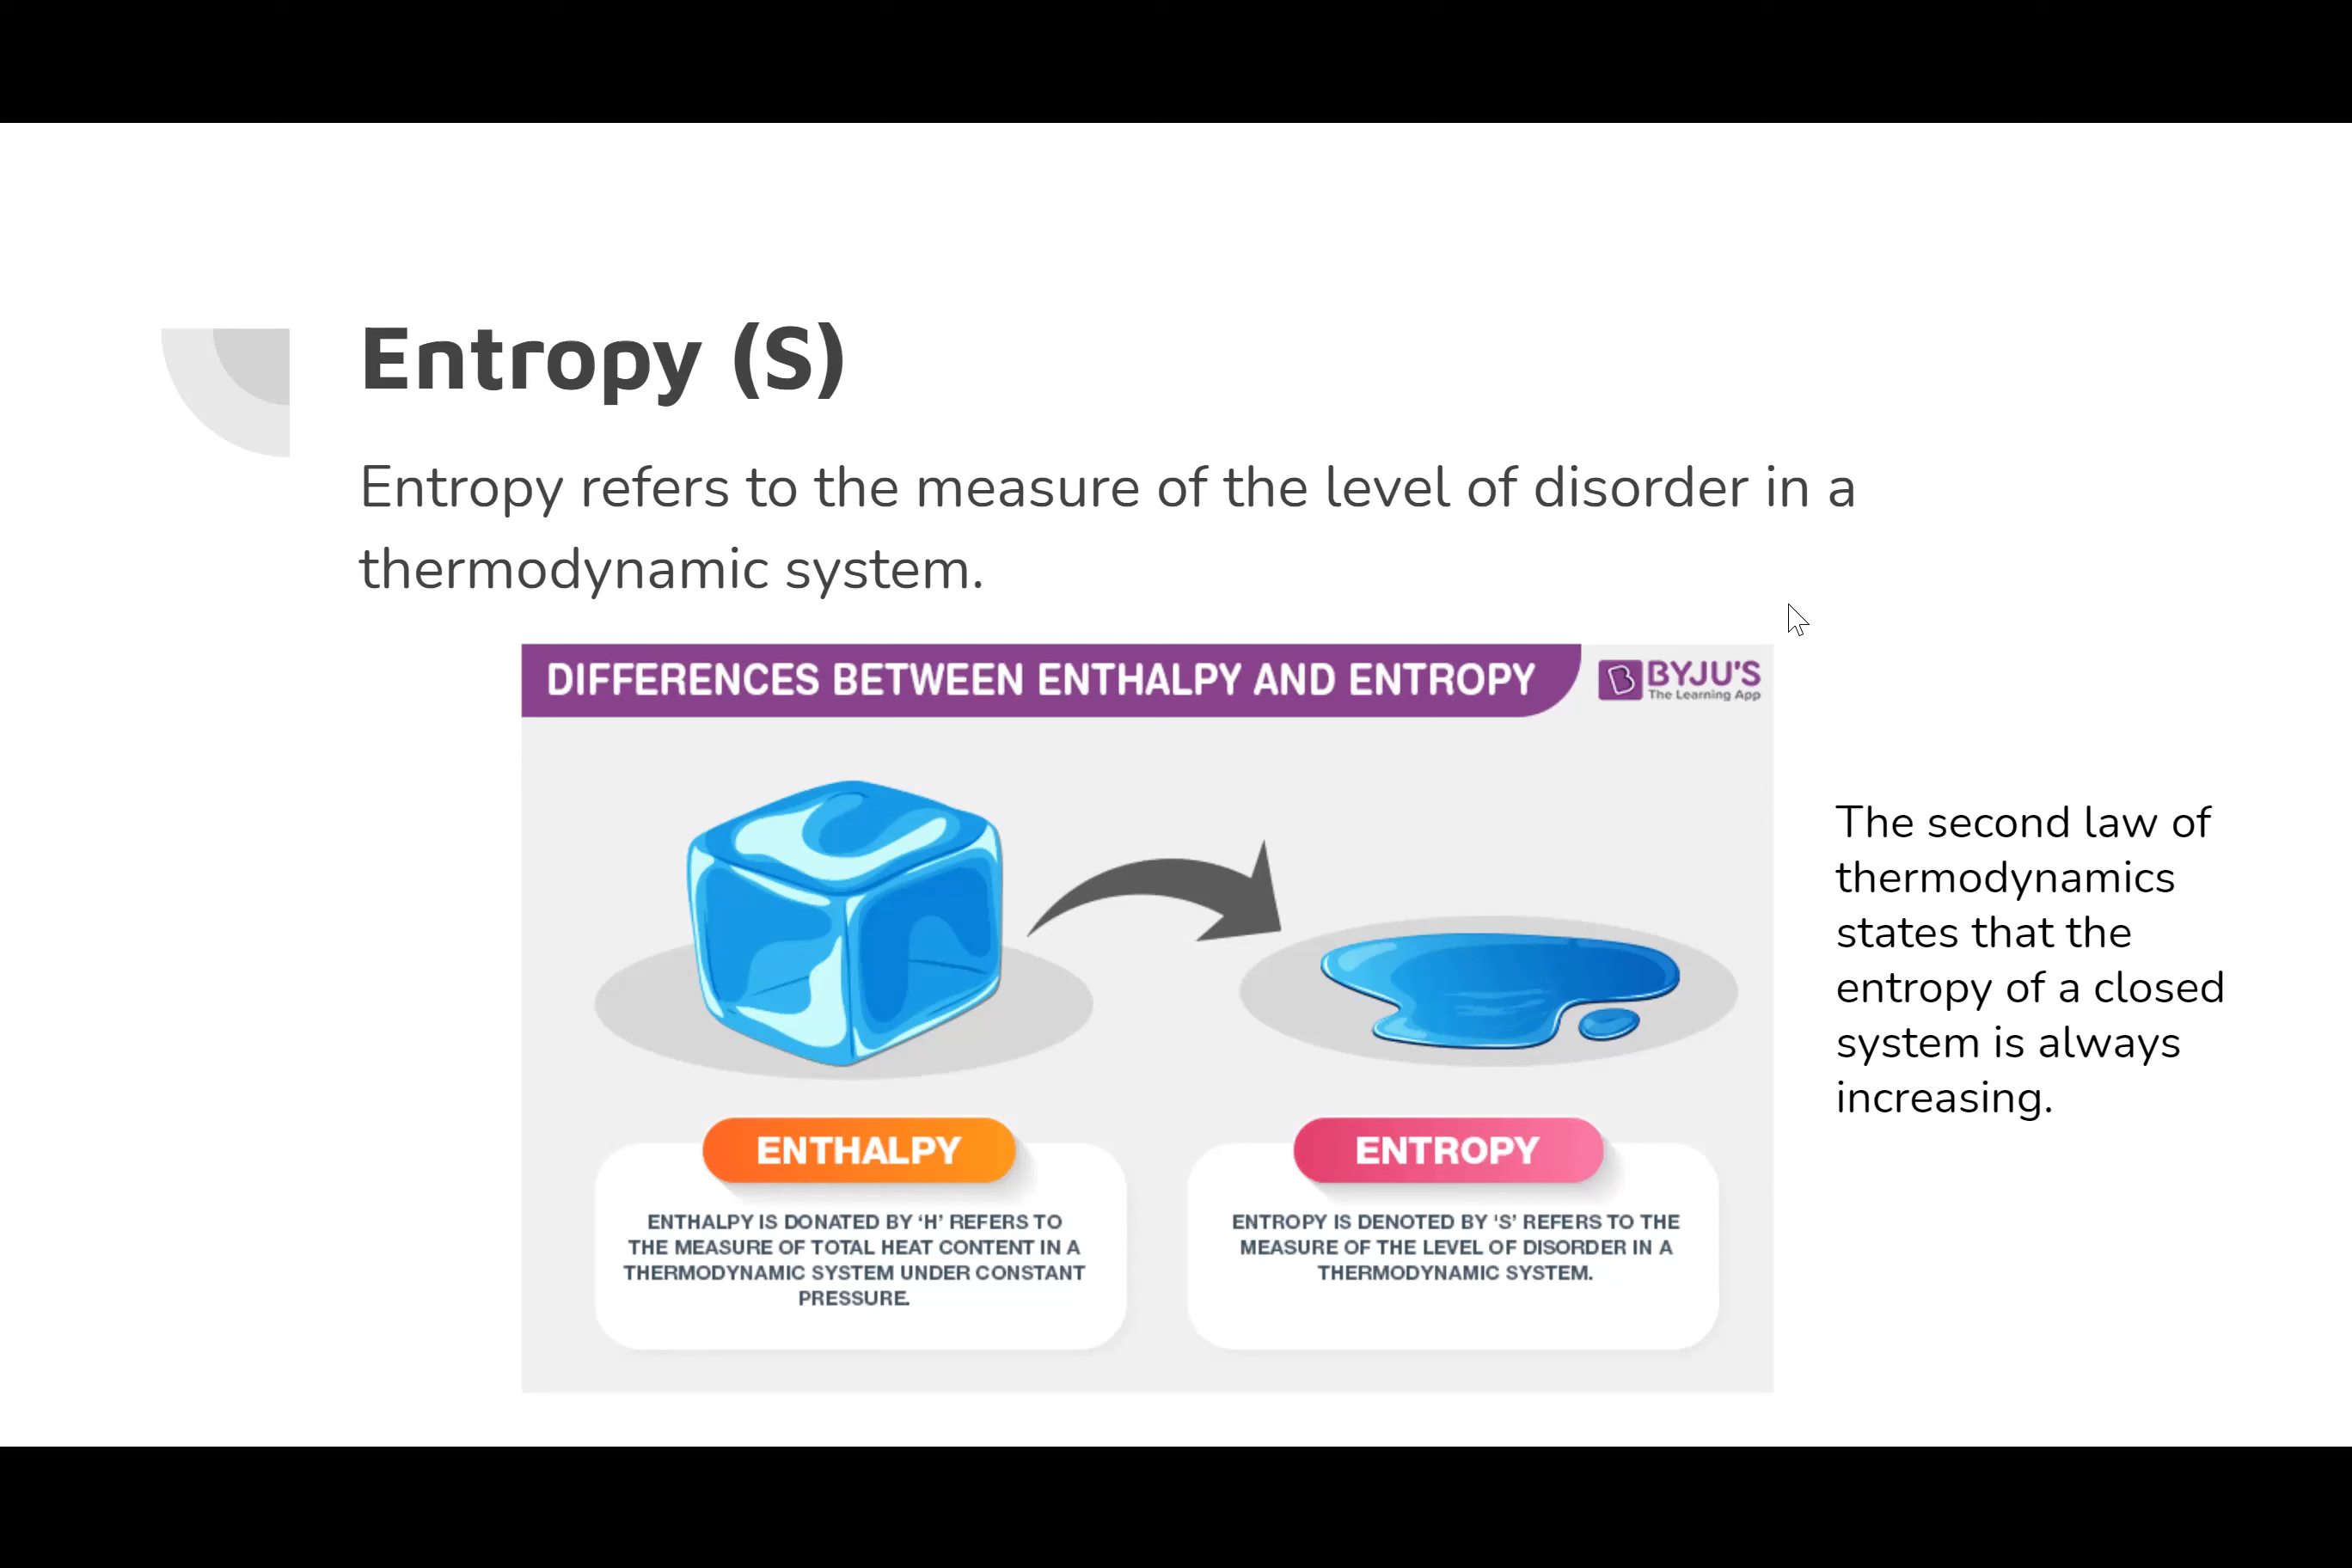 Entropy (S)
Entropy refers to the measure of the level of disorder in a
thermodynamic system.
DIFFERENCES BETWEEN ENTHALPY AND ENTROPY
B BYJU'S
The Learning App
ENTHALPY
ENTHALPY IS DONATED BY ‘H’ REFERS TO
THE MEASURE OF TOTAL HEAT CONTENT IN A
THERMODYNAMIC SYSTEM UNDER CONSTANT
PRESSURE.
ENTROPY
ENTROPY IS DENOTED BY 'S' REFERS TO THE
MEASURE OF THE LEVEL OF DISORDER IN A
THERMODYNAMIC SYSTEM.
The second law of
thermodynamics
states that the
entropy of a closed
system is always
increasing.